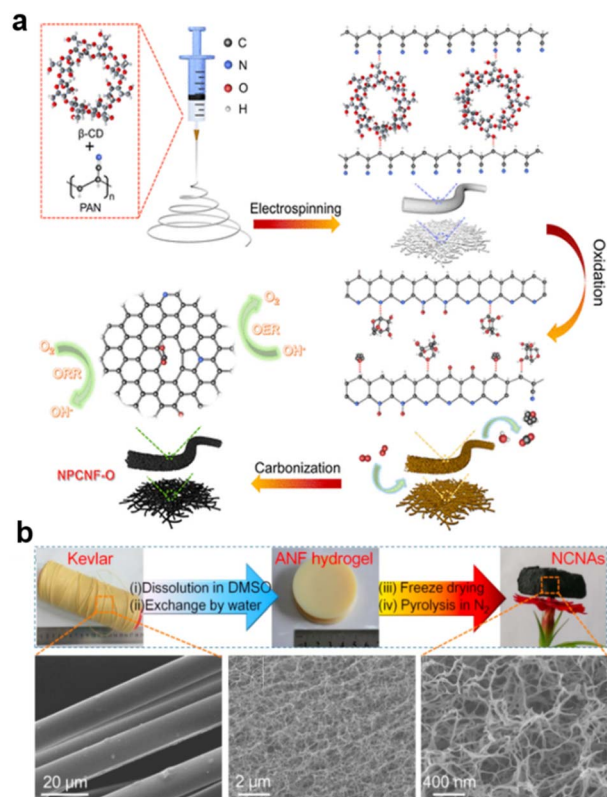 a
C
N
O
H
β-CD
+
PAN
n
Electrospinning
Oxidation
O₂
OER
OH⁻
O₂
ORR
OH⁻
NPCNF-O
Carbonization
b
Kevlar
(i)Dissolution in DMSO
(ii)Exchange by water
ANF hydrogel
(iii) Freeze drying
(iv) Pyrolysis in N₂
NCNAs
20 μm
2 μm
400 nm